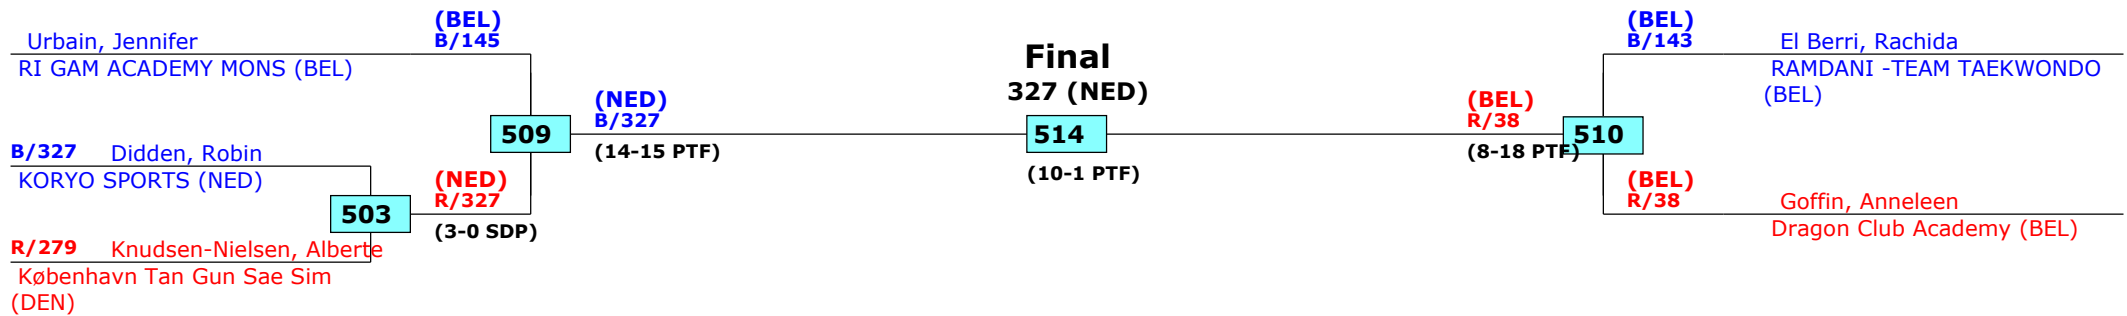 (BEL)
B/145
Urbain, Jennifer
RI GAM ACADEMY MONS (BEL)
B/327 Didden, Robin
KORYO SPORTS (NED)
503
R/279 Knudsen-Nielsen, Alberte
København Tan Gun Sae Sim
(DEN)
(NED)
R/327
(3-0 SDP)
509
(NED)
B/327
(14-15 PTF)
Final
327 (NED)
514
(10-1 PTF)
(BEL)
R/38
(8-18 PTF)
510
(BEL)
B/143
El Berri, Rachida
RAMDANI -TEAM TAEKWONDO
(BEL)
(BEL)
R/38
Goffin, Anneleen
Dragon Club Academy (BEL)